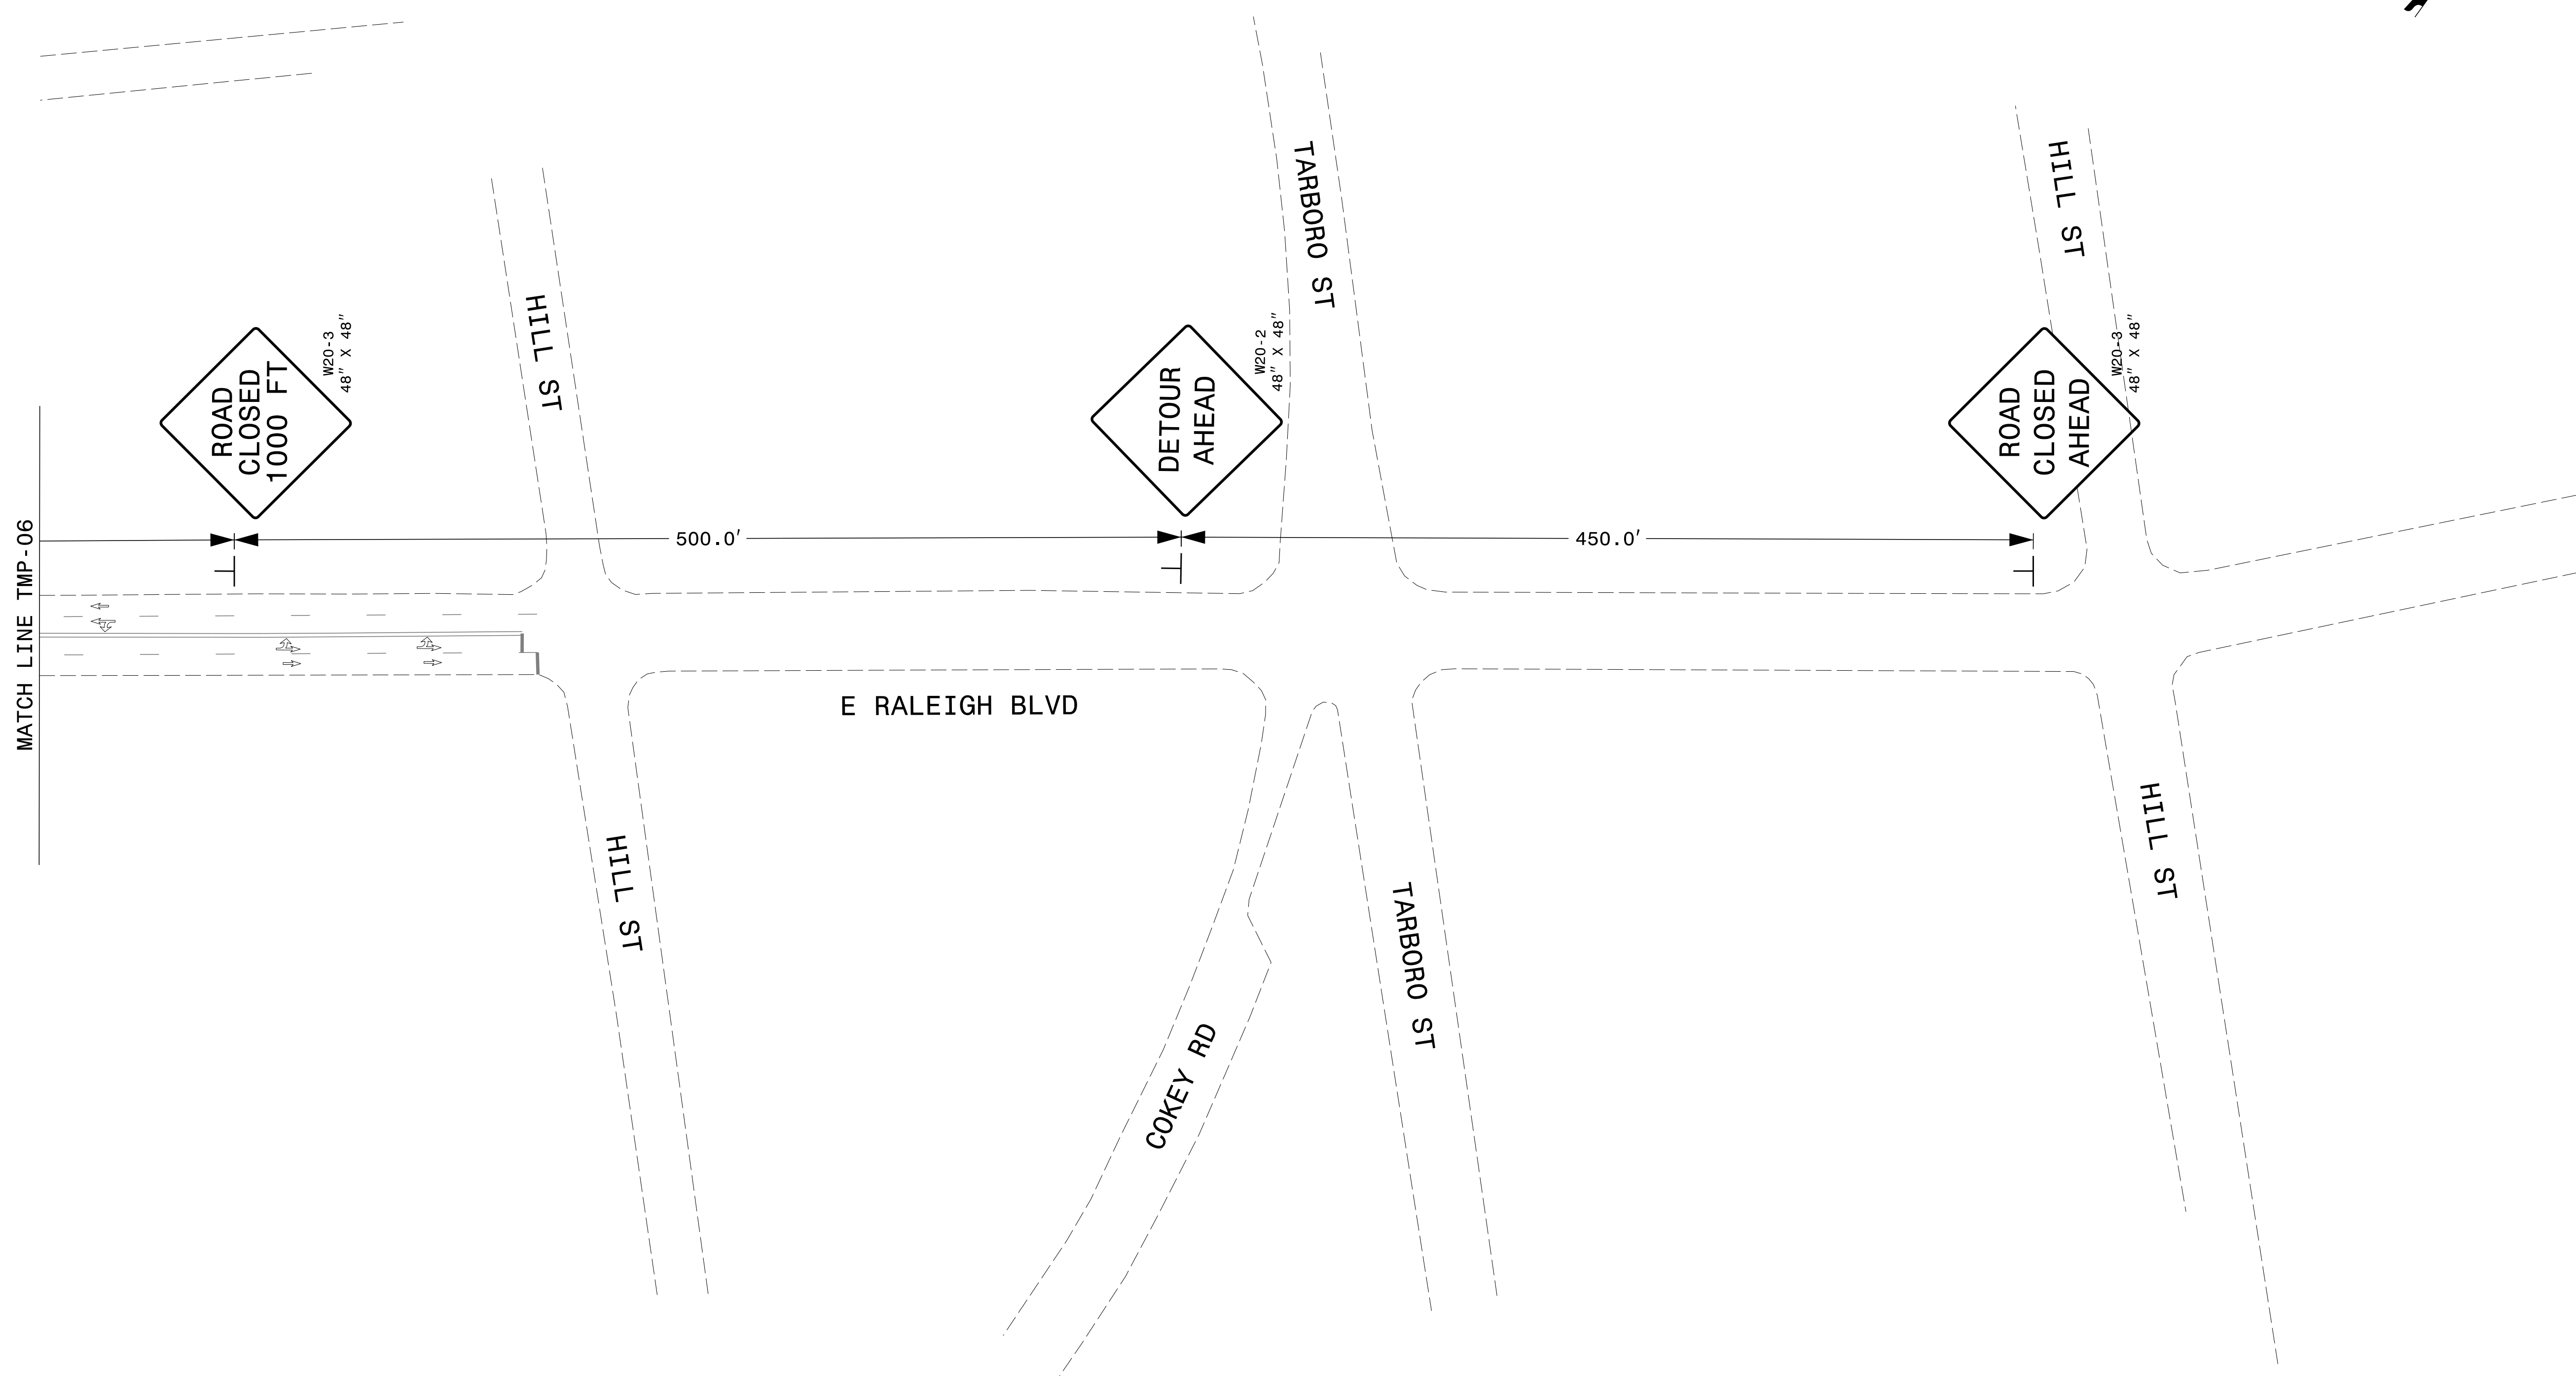 TARBORO ST
HILL ST
HILL ST
ROAD
CLOSED
1000 FT
W20-3
48" X 48"
DETOUR
AHEAD
W20-2
48" X 48"
ROAD
CLOSED
AHEAD
W20-3
48" X 48"
500.0'
450.0'
MATCH LINE TMP-06
E RALEIGH BLVD
HILL ST
HILL ST
TARBORO ST
COKEY RD